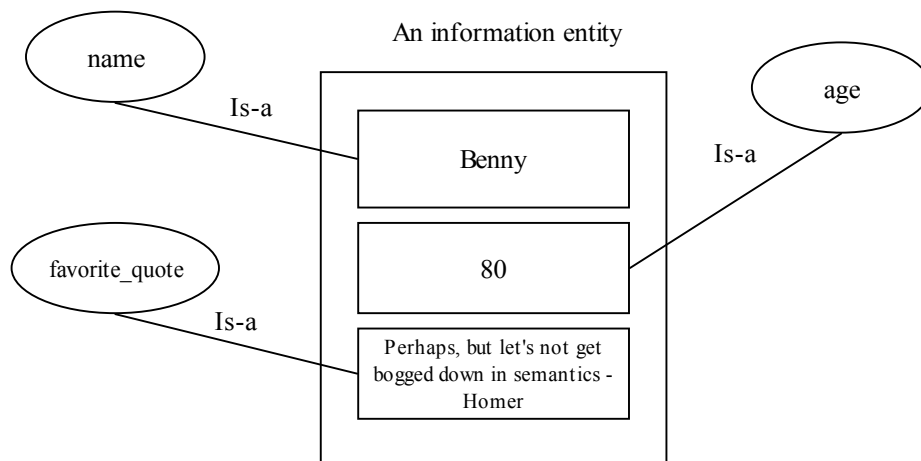 An information entity
name
age
Is-a
Is-a
Benny
80
favorite_quote
Is-a
Perhaps, but let's not get
bogged down in semantics -
Homer